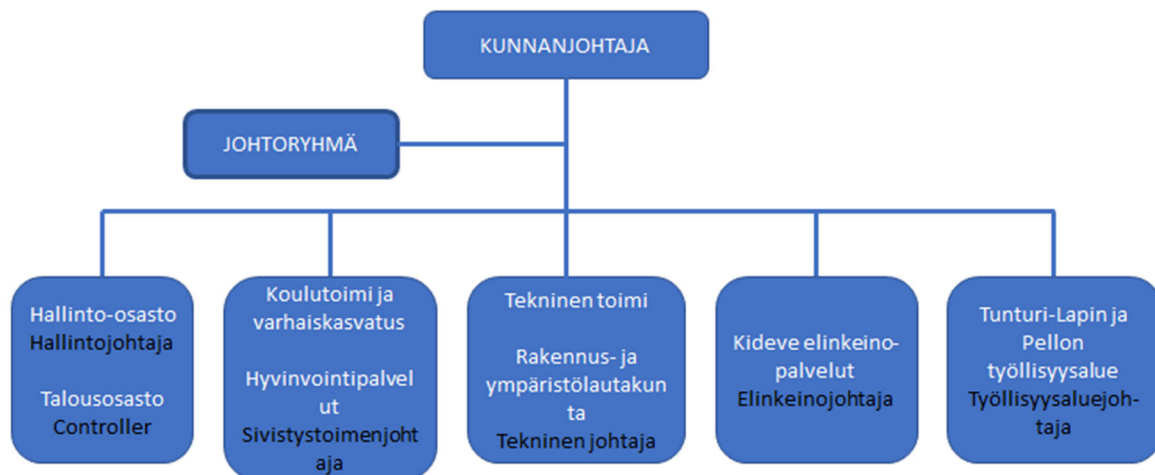 KUNNANJOHTAJA
JOHTORYHMÄ
Hallinto-osasto
Hallintojohtaja
Talousosasto
Controller
Koulutoimi ja
varhaiskasvatus
Hyvinvointipalvel
ut
Sivistystoimenjoht
aja
Tekninen toimi
Rakennus- ja
ympäristölautakun
ta
Tekninen johtaja
Kideve elinkeino-
palvelut
Elinkeinojohtaja
Tunturi-Lapin ja
Pellon
työllisyysalue
Työllisyysaluejoh-
taja